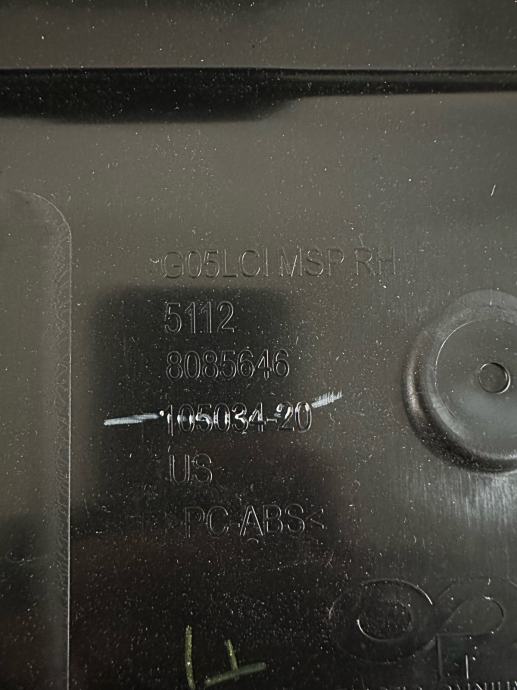 G05LCI MSP RH
5112
8085646
105034-20
US
>PC-ABS<